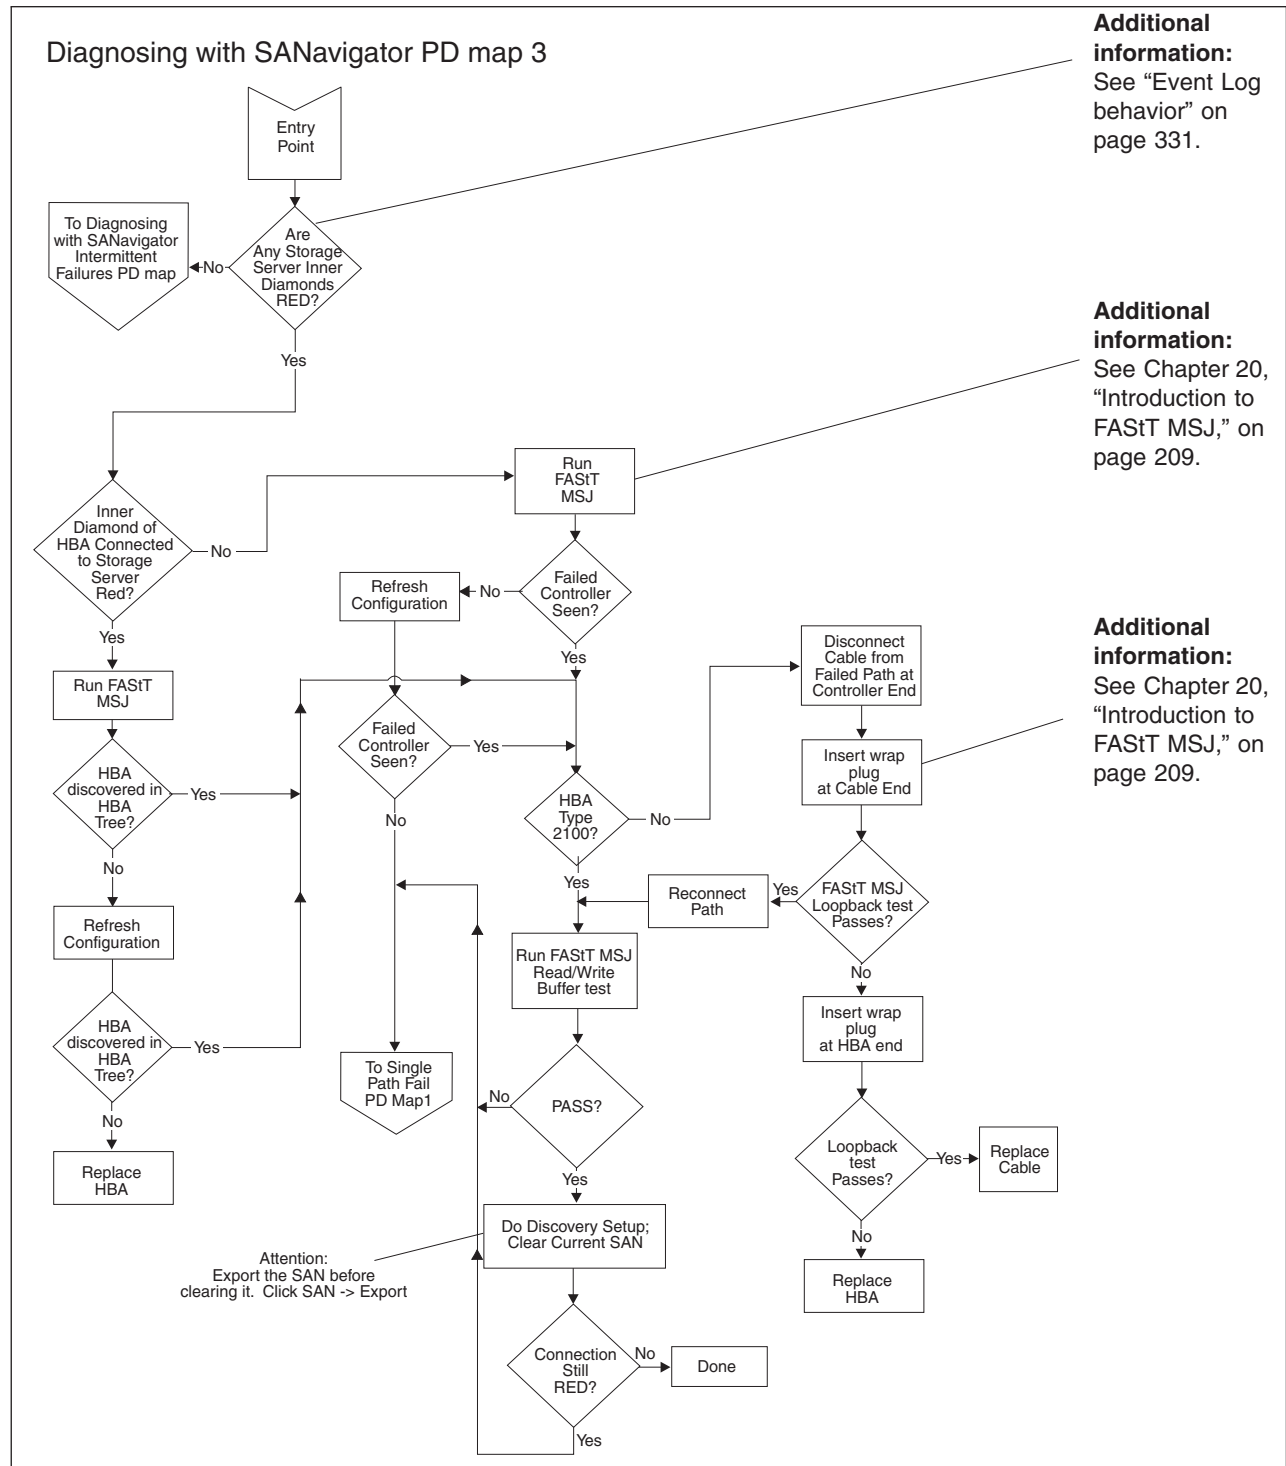 Diagnosing with SANavigator PD map 3
Additional
information:
See “Event Log
behavior” on
page 331.
Entry
Point
To Diagnosing
with SANavigator
Intermittent
Failures PD map
No
Are
Any Storage
Server Inner
Diamonds
RED?
Yes
Additional
information:
See Chapter 20,
“Introduction to
FAStT MSJ,” on
page 209.
Run
FAStT
MSJ
Inner
Diamond of
HBA Connected
to Storage
Server
Red?
No
Refresh
Configuration
No
Failed
Controller
Seen?
Yes
Yes
Run FAStT
MSJ
Disconnect
Cable from
Failed Path at
Controller End
Additional
information:
See Chapter 20,
“Introduction to
FAStT MSJ,” on
page 209.
Failed
Controller
Seen?
Yes
No
Insert wrap
plug
at Cable End
HBA
discovered in
HBA
Tree?
Yes
No
HBA
Type
2100?
No
Yes
Reconnect
Path
Yes
FAStT MSJ
Loopback test
Passes?
No
Refresh
Configuration
Run FAStT MSJ
Read/Write
Buffer test
Insert wrap
plug
at HBA end
HBA
discovered in
HBA
Tree?
Yes
No
To Single
Path Fail
PD Map1
No
PASS?
Yes
Loopback
test
Passes?
Yes
Replace
Cable
No
Replace
HBA
Do Discovery Setup;
Clear Current SAN
Attention:
Export the SAN before
clearing it. Click SAN -> Export
Replace
HBA
Connection
Still
RED?
No
Done
Yes